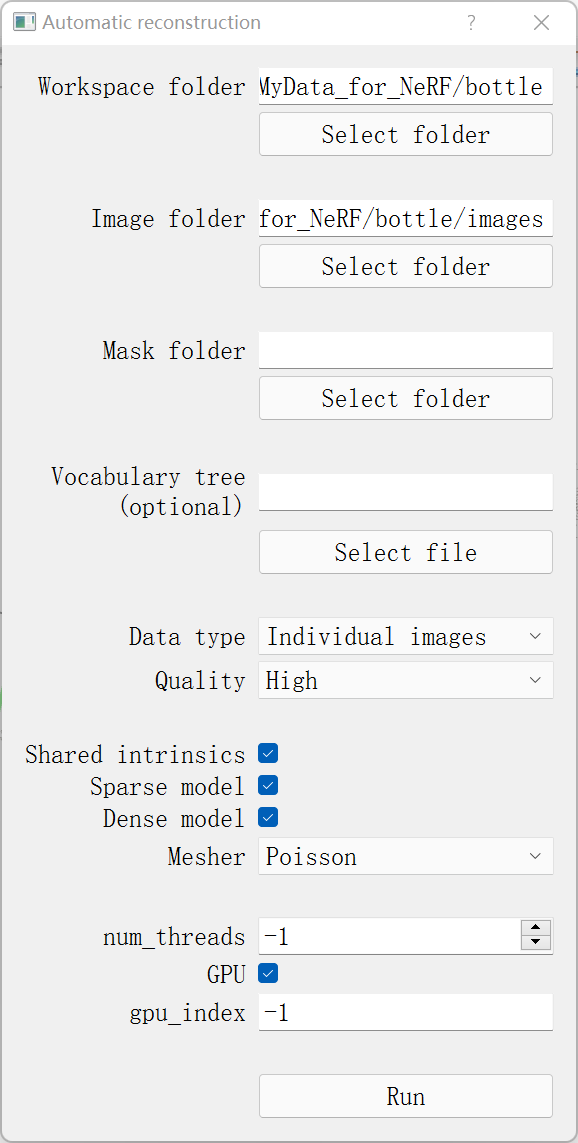 Automatic reconstruction
Workspace folder MyData_for_NeRF/bottle
Select folder
Image folder for_NeRF/bottle/images
Select folder
Mask folder
Select folder
Vocabulary tree
(optional)
Select file
Data type Individual images
Quality High
Shared intrinsics
Sparse model
Dense model
Mesher Poisson
num_threads -1
GPU
gpu_index -1
Run